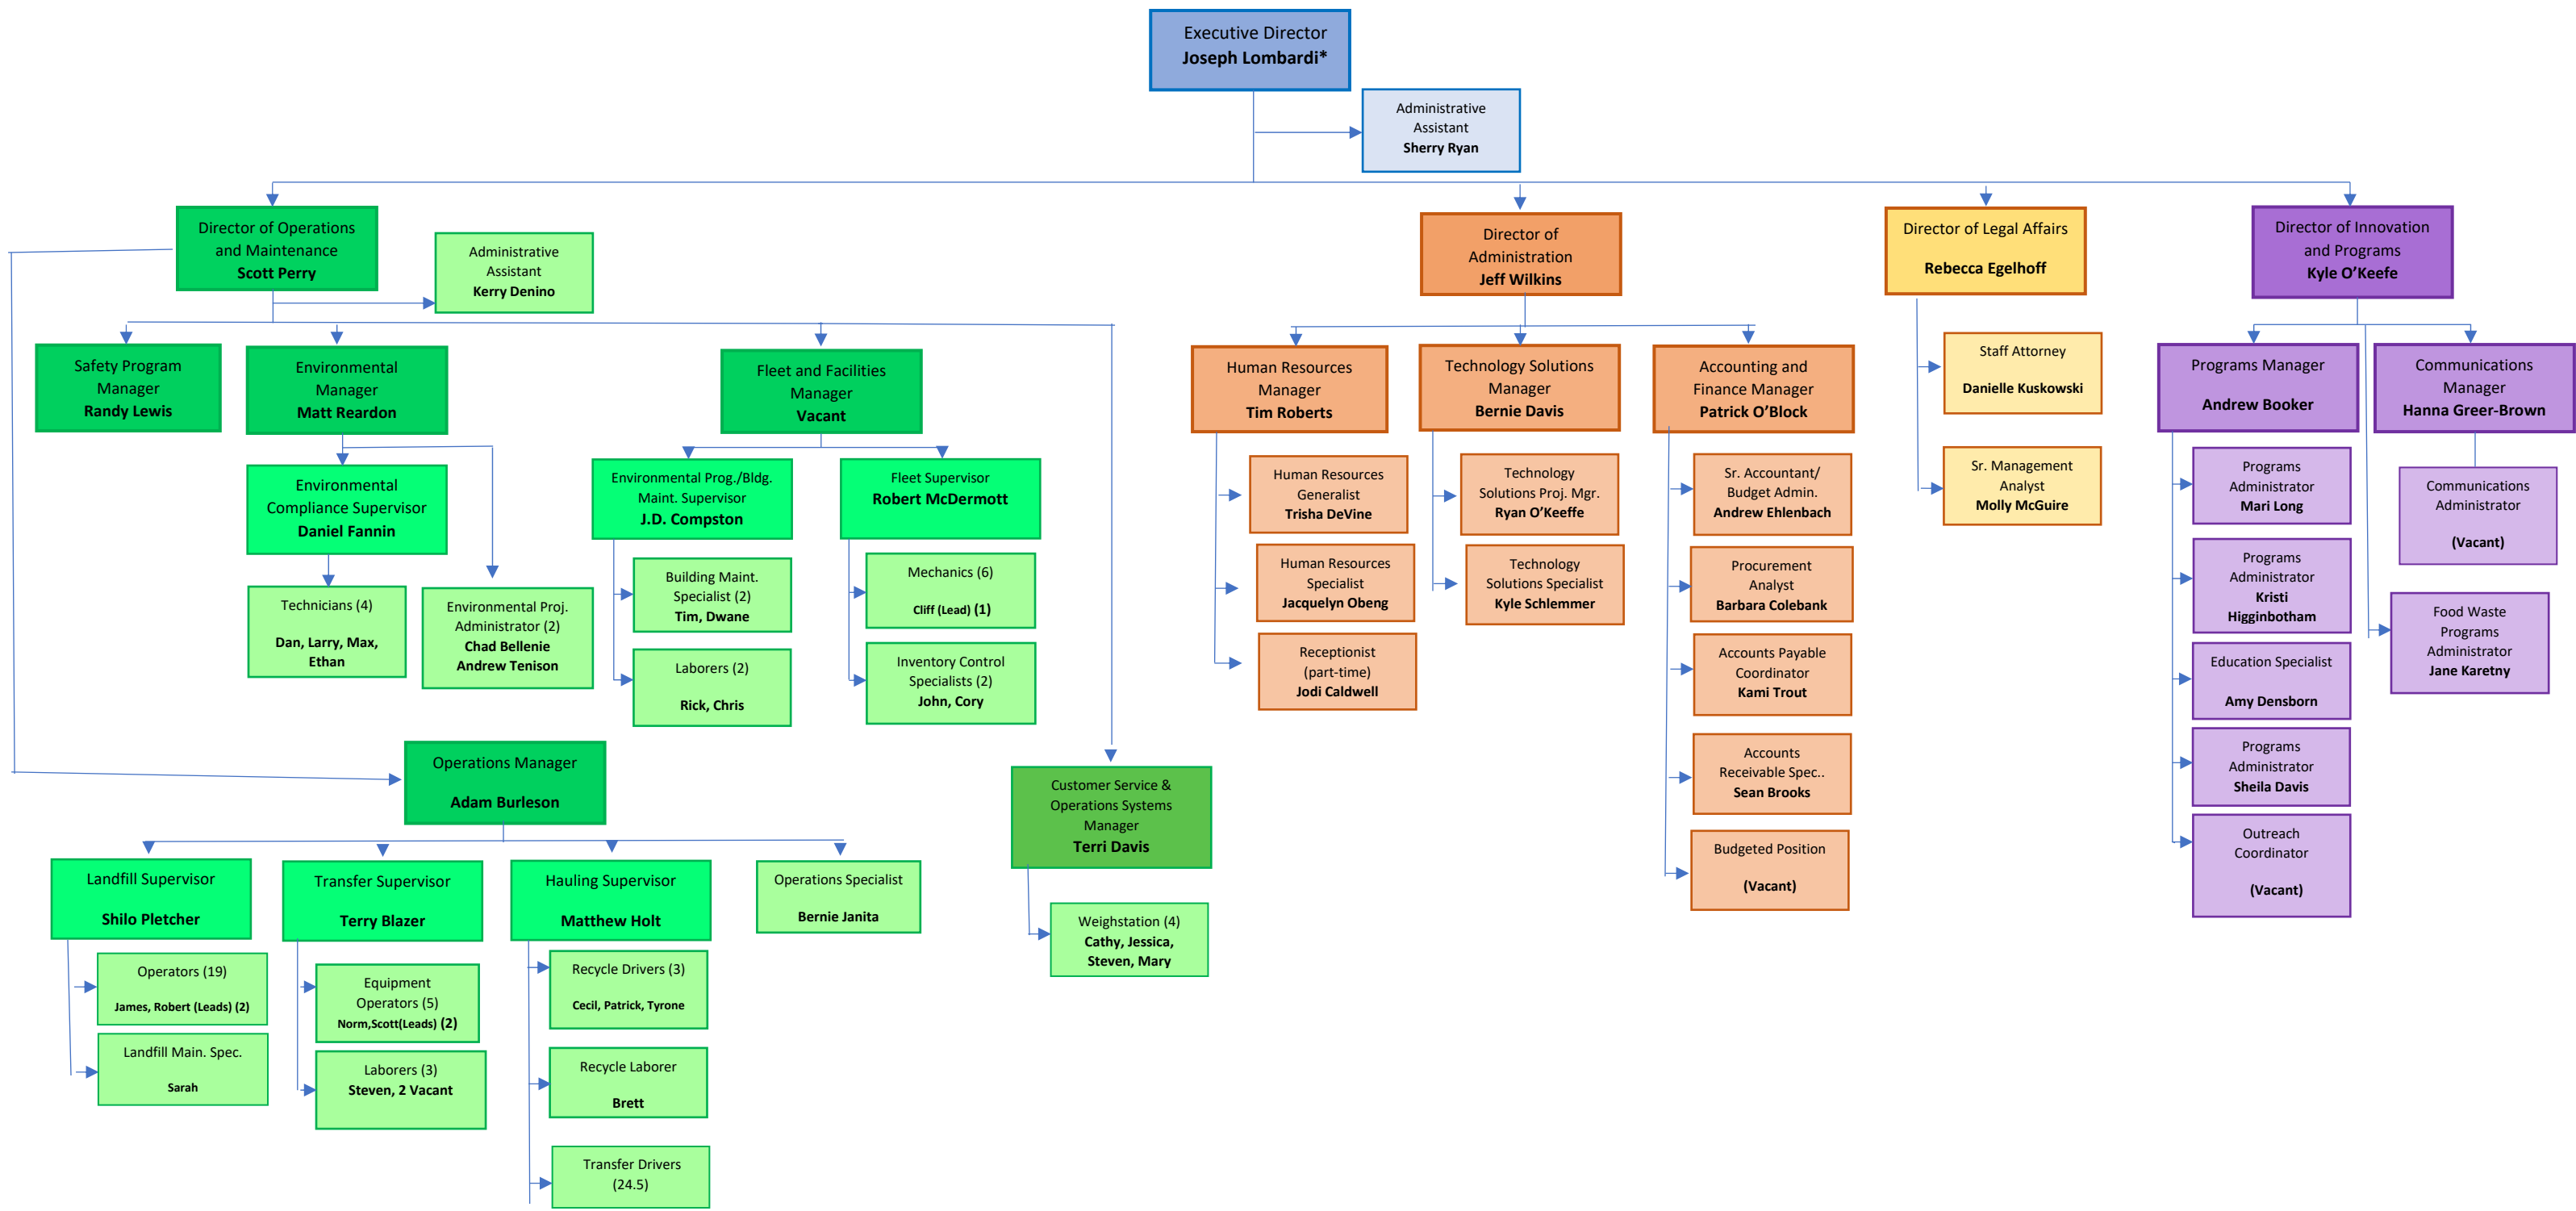 Executive Director
Joseph Lombardi*
Administrative
Assistant
Sherry Ryan
Director of Operations
and Maintenance
Scott Perry
Administrative
Assistant
Kerry Denino
Director of
Administration
Jeff Wilkins
Director of Legal Affairs
Rebecca Egelhoff
Director of Innovation
and Programs
Kyle O’Keefe
Safety Program
Manager
Randy Lewis
Environmental
Manager
Matt Reardon
Fleet and Facilities
Manager
Vacant
Human Resources
Manager
Tim Roberts
Technology Solutions
Manager
Bernie Davis
Accounting and
Finance Manager
Patrick O’Block
Staff Attorney
Danielle Kuskowski
Sr. Management
Analyst
Molly McGuire
Programs Manager
Andrew Booker
Communications
Manager
Hanna Greer-Brown
Environmental
Compliance Supervisor
Daniel Fannin
Technicians (4)
Dan, Larry, Max,
Ethan
Environmental Proj.
Administrator (2)
Chad Bellenie
Andrew Tenison
Environmental Prog./Bldg.
Maint. Supervisor
J.D. Compston
Building Maint.
Specialist (2)
Tim, Dwane
Laborers (2)
Rick, Chris
Fleet Supervisor
Robert McDermott
Mechanics (6)
Cliff (Lead) (1)
Inventory Control
Specialists (2)
John, Cory
Human Resources
Generalist
Trisha DeVine
Human Resources
Specialist
Jacquelyn Obeng
Receptionist
(part-time)
Jodi Caldwell
Technology
Solutions Proj. Mgr.
Ryan O’Keeffe
Technology
Solutions Specialist
Kyle Schlemmer
Sr. Accountant/
Budget Admin.
Andrew Ehlenbach
Procurement
Analyst
Barbara Colebank
Accounts Payable
Coordinator
Kami Trout
Accounts
Receivable Spec..
Sean Brooks
Budgeted Position
(Vacant)
Programs
Administrator
Mari Long
Programs
Administrator
Kristi
Higginbotham
Education Specialist
Amy Densborn
Programs
Administrator
Sheila Davis
Outreach
Coordinator
(Vacant)
Communications
Administrator
(Vacant)
Food Waste
Programs
Administrator
Jane Karetny
Operations Manager
Adam Burleson
Customer Service &
Operations Systems
Manager
Terri Davis
Weighstation (4)
Cathy, Jessica,
Steven, Mary
Landfill Supervisor
Shilo Pletcher
Operators (19)
James, Robert (Leads) (2)
Landfill Main. Spec.
Sarah
Transfer Supervisor
Terry Blazer
Equipment
Operators (5)
Norm,Scott(Leads) (2)
Laborers (3)
Steven, 2 Vacant
Hauling Supervisor
Matthew Holt
Recycle Drivers (3)
Cecil, Patrick, Tyrone
Recycle Laborer
Brett
Transfer Drivers
(24.5)
Operations Specialist
Bernie Janita